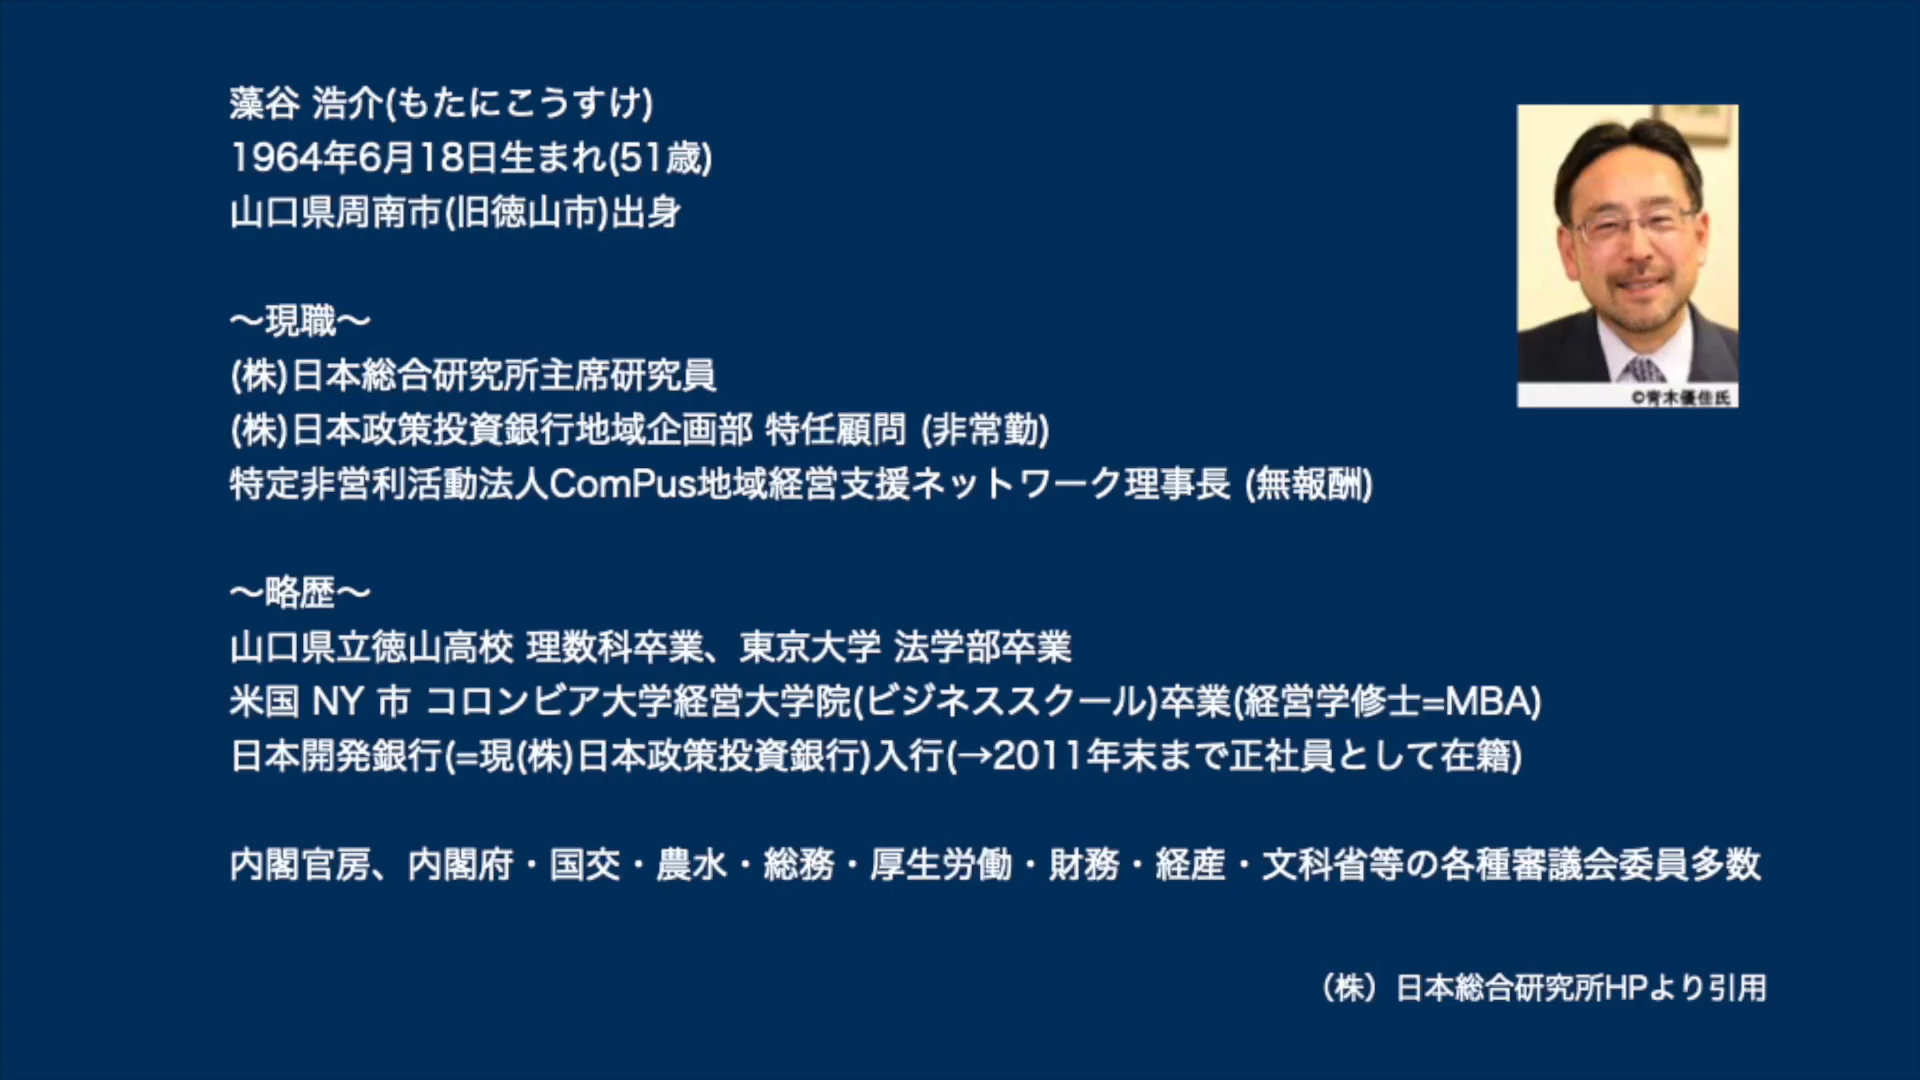 藻谷 浩介(もたにこうすけ)
1964年6月18日生まれ(51歳)
山口県周南市(旧徳山市)出身
～現職～
(株)日本総合研究所主席研究員
(株)日本政策投資銀行地域企画部 特任顧問 (非常勤)
特定非営利活動法人ComPus地域経営支援ネットワーク理事長 (無報酬)
～略歴～
山口県立徳山高校 理数科卒業、東京大学 法学部卒業
米国 NY 市 コロンビア大学経営大学院(ビジネススクール)卒業(経営学修士=MBA)
日本開発銀行(=現(株)日本政策投資銀行)入行(→2011年末まで正社員として在籍)
内閣官房、内閣府・国交・農水・総務・厚生労働・財務・経産・文科省等の各種審議会委員多数
（株）日本総合研究所HPより引用
©青木優佳氏